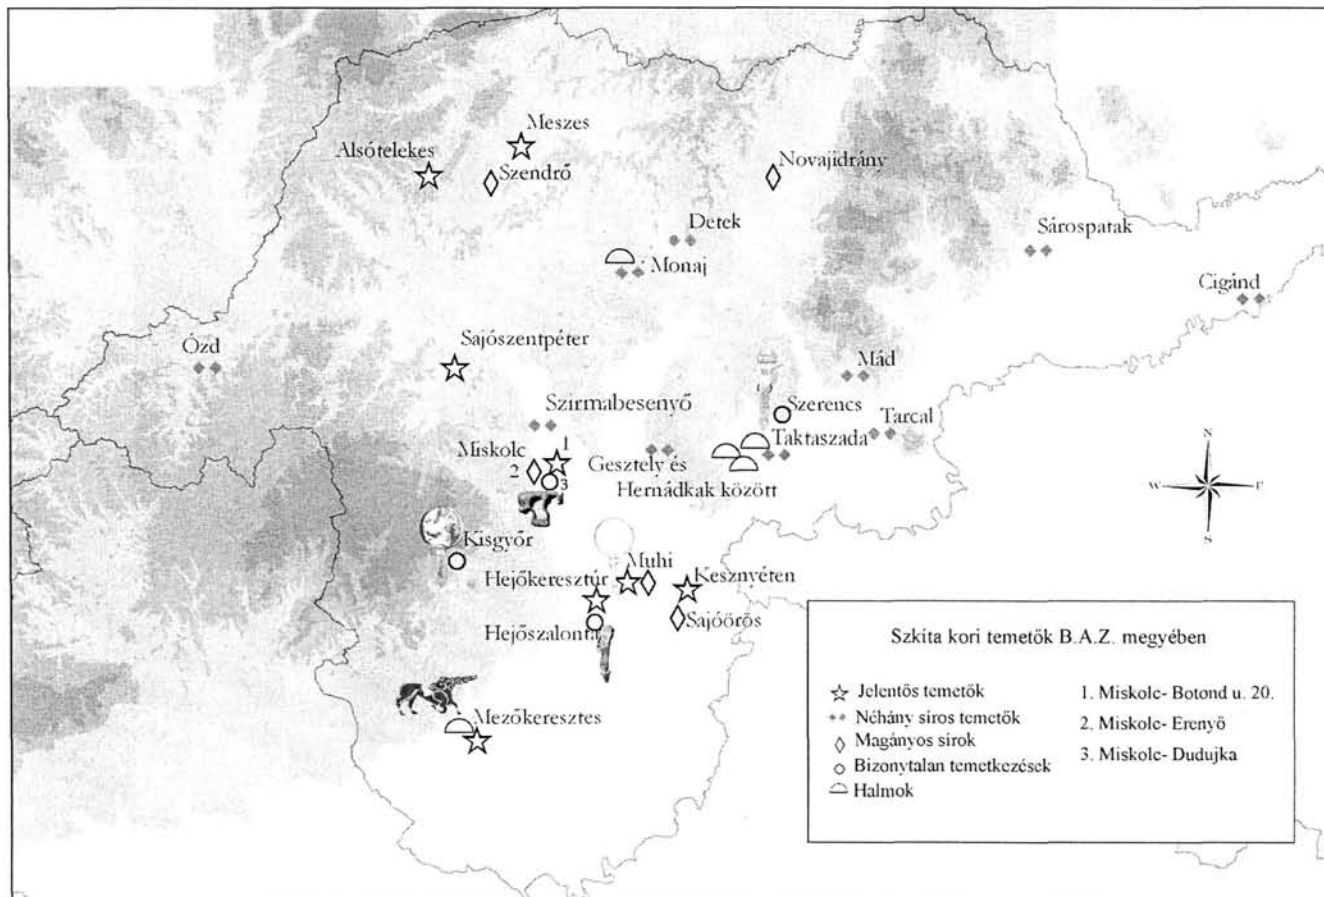 Meszes
Alsótelekes
Szendrő
Novajidrány
Detek
Sárospatak
Monaj
Cigánd
Sajószentpéter
Ózd
Mád
Szirmabesenyő
Szerencs
Tarcal
Miskolc 1
Taktaszada
2
Gesztely és
3
Hernádkak között
N
W
S
Kisgyőr
Muhi
Hejőkeresztúr
Kesznyéten
Sajóörös
Hejőszalonta
Mezőkeresztes
Szkíta kori temetők B.A.Z. megyében
Jelentős temetők
Néhány síros temetők
Magányos sírok
Bizonytalan temetkezések
Halmok
1. Miskolc- Botond u. 20.
2. Miskolc- Erenyő
3. Miskolc- Dudujka